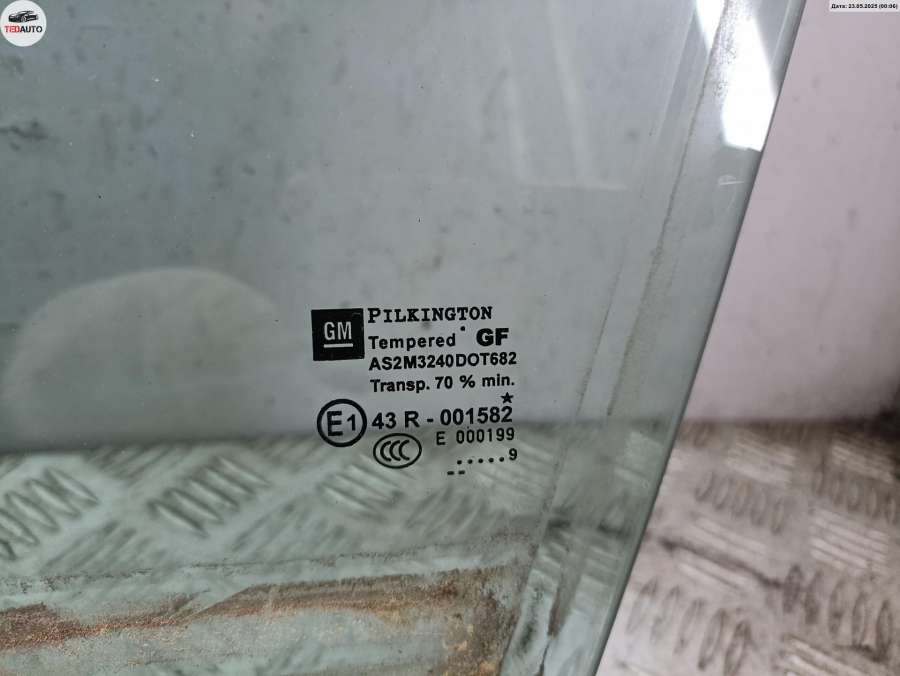 TEDAUTO
Дата: 23.05.2025 (00:06)
GM
PILKINGTON
Tempered GF
AS2M3240DOT682
Transp. 70 % min.
E1 43 R - 001582
CCC E 000199
.....9